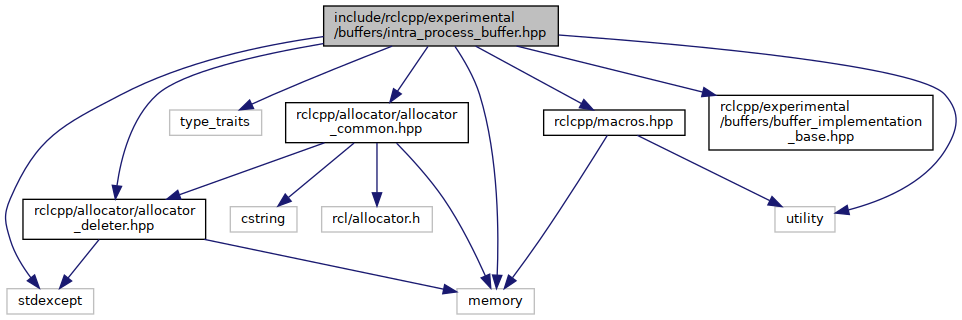 include/rclcpp/experimental
/buffers/intra_process_buffer.hpp
type_traits
rclcpp/allocator/allocator
_common.hpp
rclcpp/macros.hpp
rclcpp/experimental
/buffers/buffer_implementation
_base.hpp
rclcpp/allocator/allocator
_deleter.hpp
cstring
rcl/allocator.h
utility
stdexcept
memory